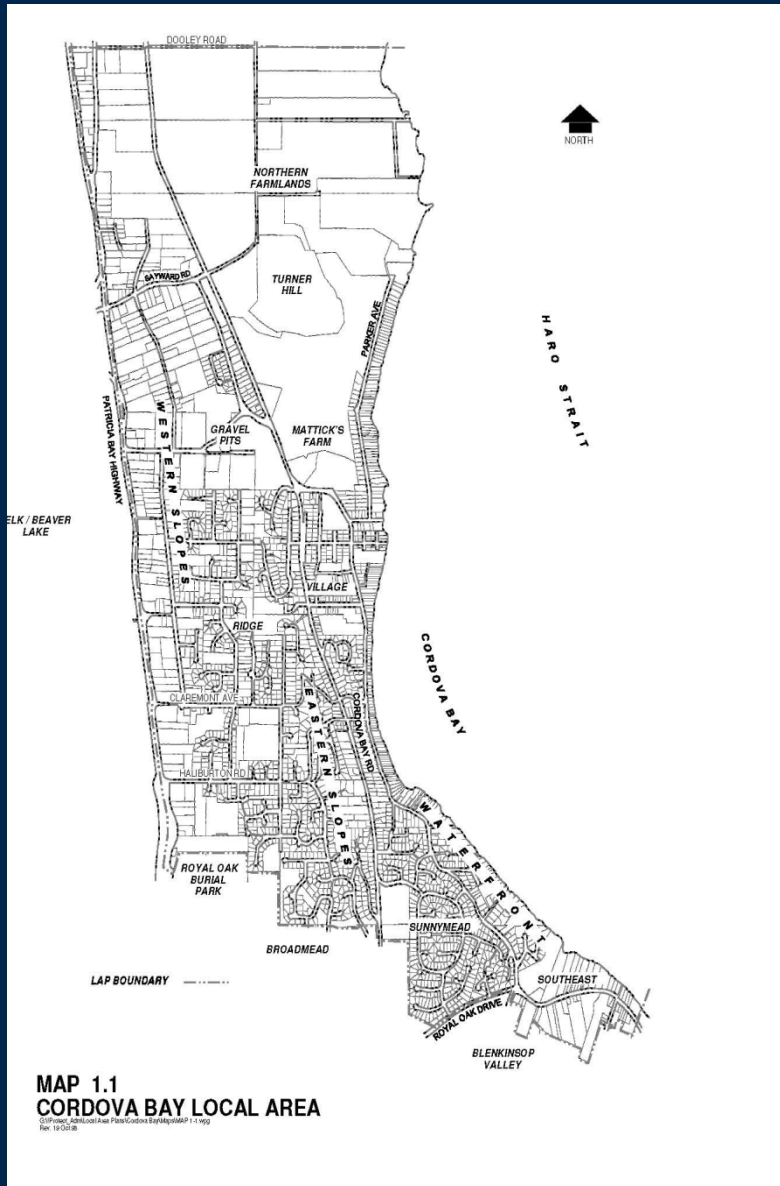 DOOLEY ROAD
NORTH
NORTHERN
FARMLANDS
SAYWARD RD
TURNER
HILL
PARKER AVE
HARO STRAIT
PATRICIA BAY HIGHWAY
WESTERN SLOPES
GRAVEL
PITS
MATTICK'S
FARM
ELK / BEAVER
LAKE
VILLAGE
RIDGE
CORDOVA BAY
CLAREMONT AVE
EASTERN SLOPES
CORDOVA BAY RD
HALIBURTON RD
WATERFRONT
ROYAL OAK
BURIAL
PARK
SUNNYMEAD
BROADMEAD
LAP BOUNDARY
SOUTHEAST
ROYAL OAK DRIVE
BLENKINSOP
VALLEY
MAP 1.1
CORDOVA BAY LOCAL AREA